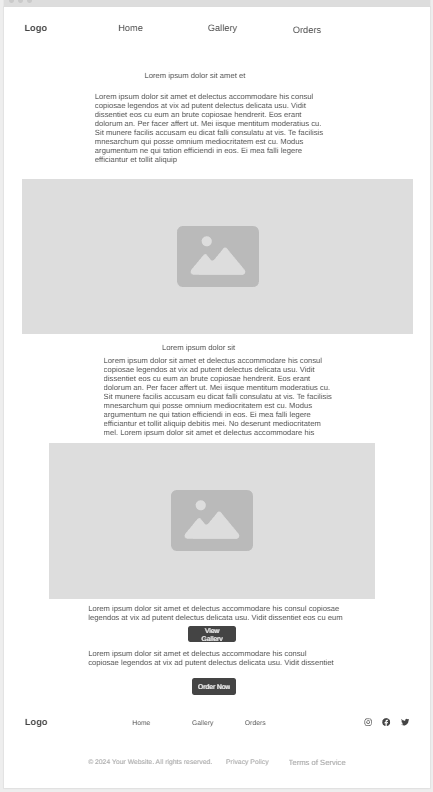 Logo Home Gallery Orders
Lorem ipsum dolor sit amet et
Lorem ipsum dolor sit amet et delectus accommodare his consul
copiosae legendos at vix ad putent delectus delicata usu. Vidit
dissentiet eos cu eum an brute copiosae hendrerit. Eos erant
dolorum an. Per facer affert ut. Mei iisque mentitum moderatius cu.
Sit munere facilis accusam eu dicat falli consulatu at vis. Te facilisis
mnesarchum qui posse omnium mediocritatem est cu. Modus
argumentum ne qui tation efficiendi in eos. Ei mea falli legere
efficiantur et tollit aliquip
Lorem ipsum dolor sit
Lorem ipsum dolor sit amet et delectus accommodare his consul
copiosae legendos at vix ad putent delectus delicata usu. Vidit
dissentiet eos cu eum an brute copiosae hendrerit. Eos erant
dolorum an. Per facer affert ut. Mei iisque mentitum moderatius cu.
Sit munere facilis accusam eu dicat falli consulatu at vis. Te facilisis
mnesarchum qui posse omnium mediocritatem est cu. Modus
argumentum ne qui tation efficiendi in eos. Ei mea falli legere
efficiantur et tollit aliquip debitis mei. No deserunt mediocritatem
mel. Lorem ipsum dolor sit amet et delectus accommodare his
Lorem ipsum dolor sit amet et delectus accommodare his consul copiosae
legendos at vix ad putent delectus delicata usu. Vidit dissentiet eos cu eum
View
Gallery
Lorem ipsum dolor sit amet et delectus accommodare his consul
copiosae legendos at vix ad putent delectus delicata usu. Vidit dissentiet
Order Now
Logo Home Gallery Orders
© 2024 Your Website. All rights reserved. Privacy Policy Terms of Service